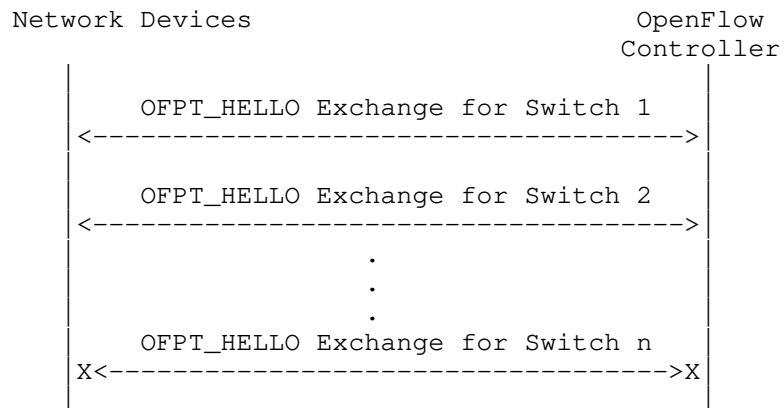 Network Devices OpenFlow
Controller
OFPT_HELLO Exchange for Switch 1
OFPT_HELLO Exchange for Switch 2
.
.
.
OFPT_HELLO Exchange for Switch n
X<----------------------------------->X